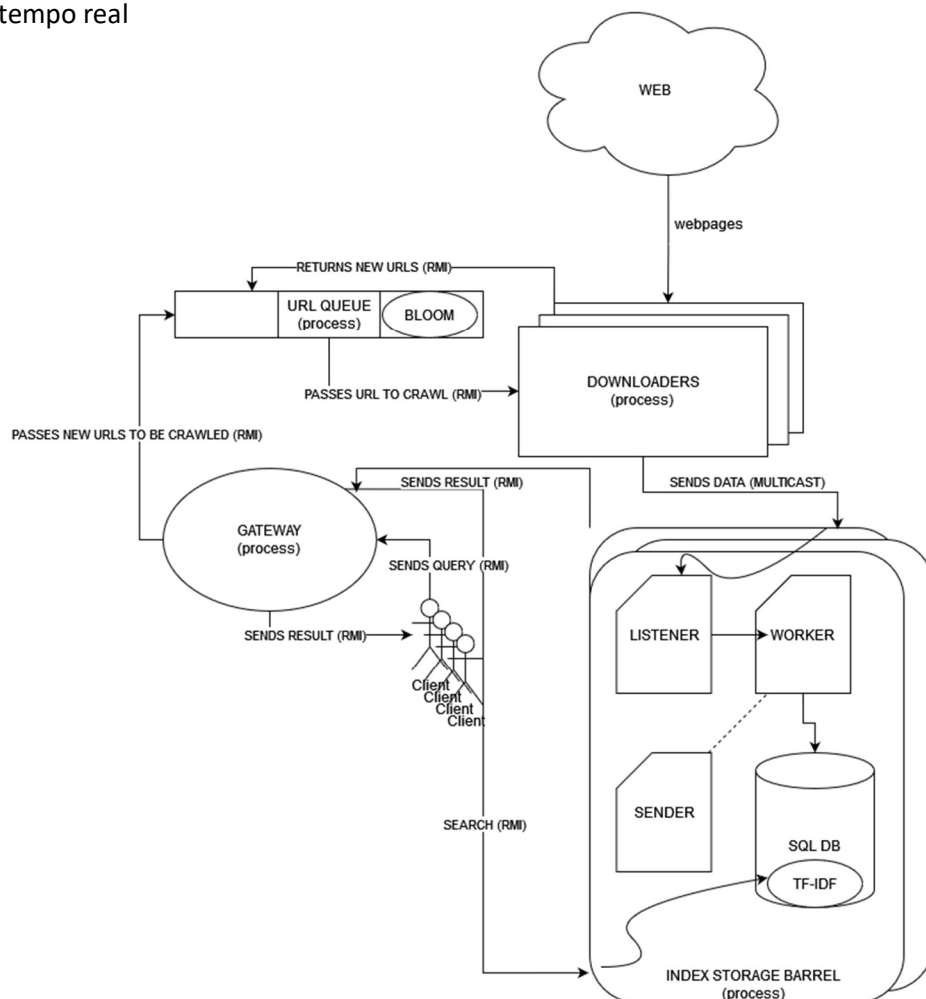 tempo real
WEB
webpages
RETURNS NEW URLS (RMI)
URL QUEUE
(process)
BLOOM
DOWNLOADERS
(process)
PASSES URL TO CRAWL (RMI)
PASSES NEW URLS TO BE CRAWLED (RMI)
SENDS RESULT (RMI)
SENDS DATA (MULTICAST)
GATEWAY
(process)
SENDS QUERY (RMI)
SENDS RESULT (RMI)
LISTENER
WORKER
Client
Client
Client
Client
SENDER
SEARCH (RMI)
SQL DB
TF-IDF
INDEX STORAGE BARREL
(process)